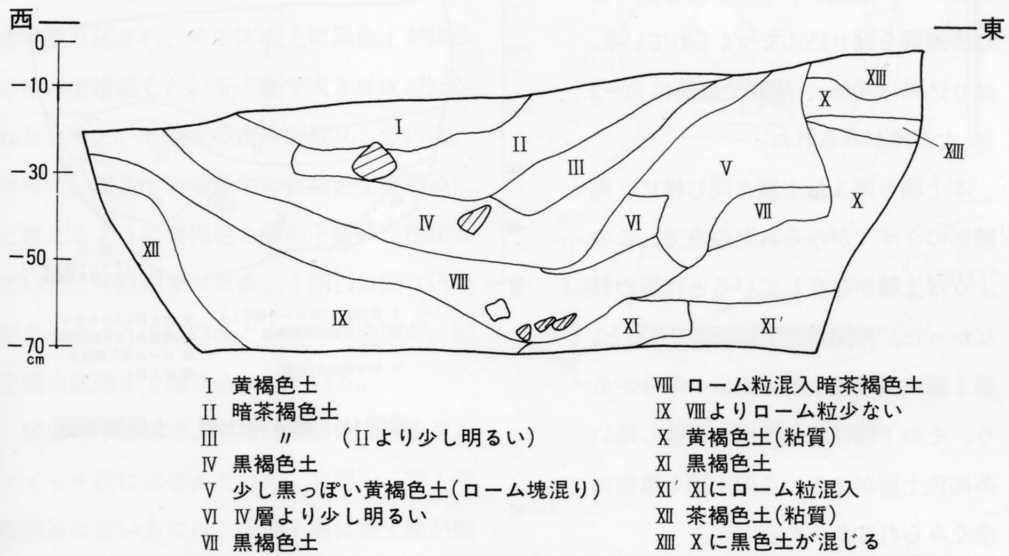 西
東
0
-10
-30
-50
-70
cm
Ⅰ
Ⅱ
Ⅲ
Ⅳ
Ⅴ
Ⅵ
Ⅶ
Ⅷ
Ⅸ
Ⅹ
Ⅹ
Ⅺ
Ⅺ′
Ⅻ
XIII
XIII
Ⅰ 黄褐色土
Ⅱ 暗茶褐色土
Ⅲ 〃 (Ⅱより少し明るい)
Ⅳ 黒褐色土
Ⅴ 少し黒っぽい黄褐色土(ローム塊混り)
Ⅵ Ⅳ層より少し明るい
Ⅶ 黒褐色土
Ⅷ ローム粒混入暗茶褐色土
Ⅸ Ⅷよりローム粒少ない
Ⅹ 黄褐色土(粘質)
Ⅺ 黒褐色土
Ⅺ′ Ⅺにローム粒混入
Ⅻ 茶褐色土(粘質)
XIII Ⅹに黒色土が混じる